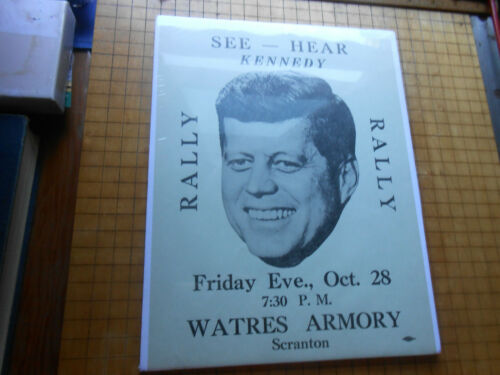 SEE — HEAR
KENNEDY
RALLY
RALLY
Friday Eve., Oct. 28
7:30 P. M.
WATRES ARMORY
Scranton